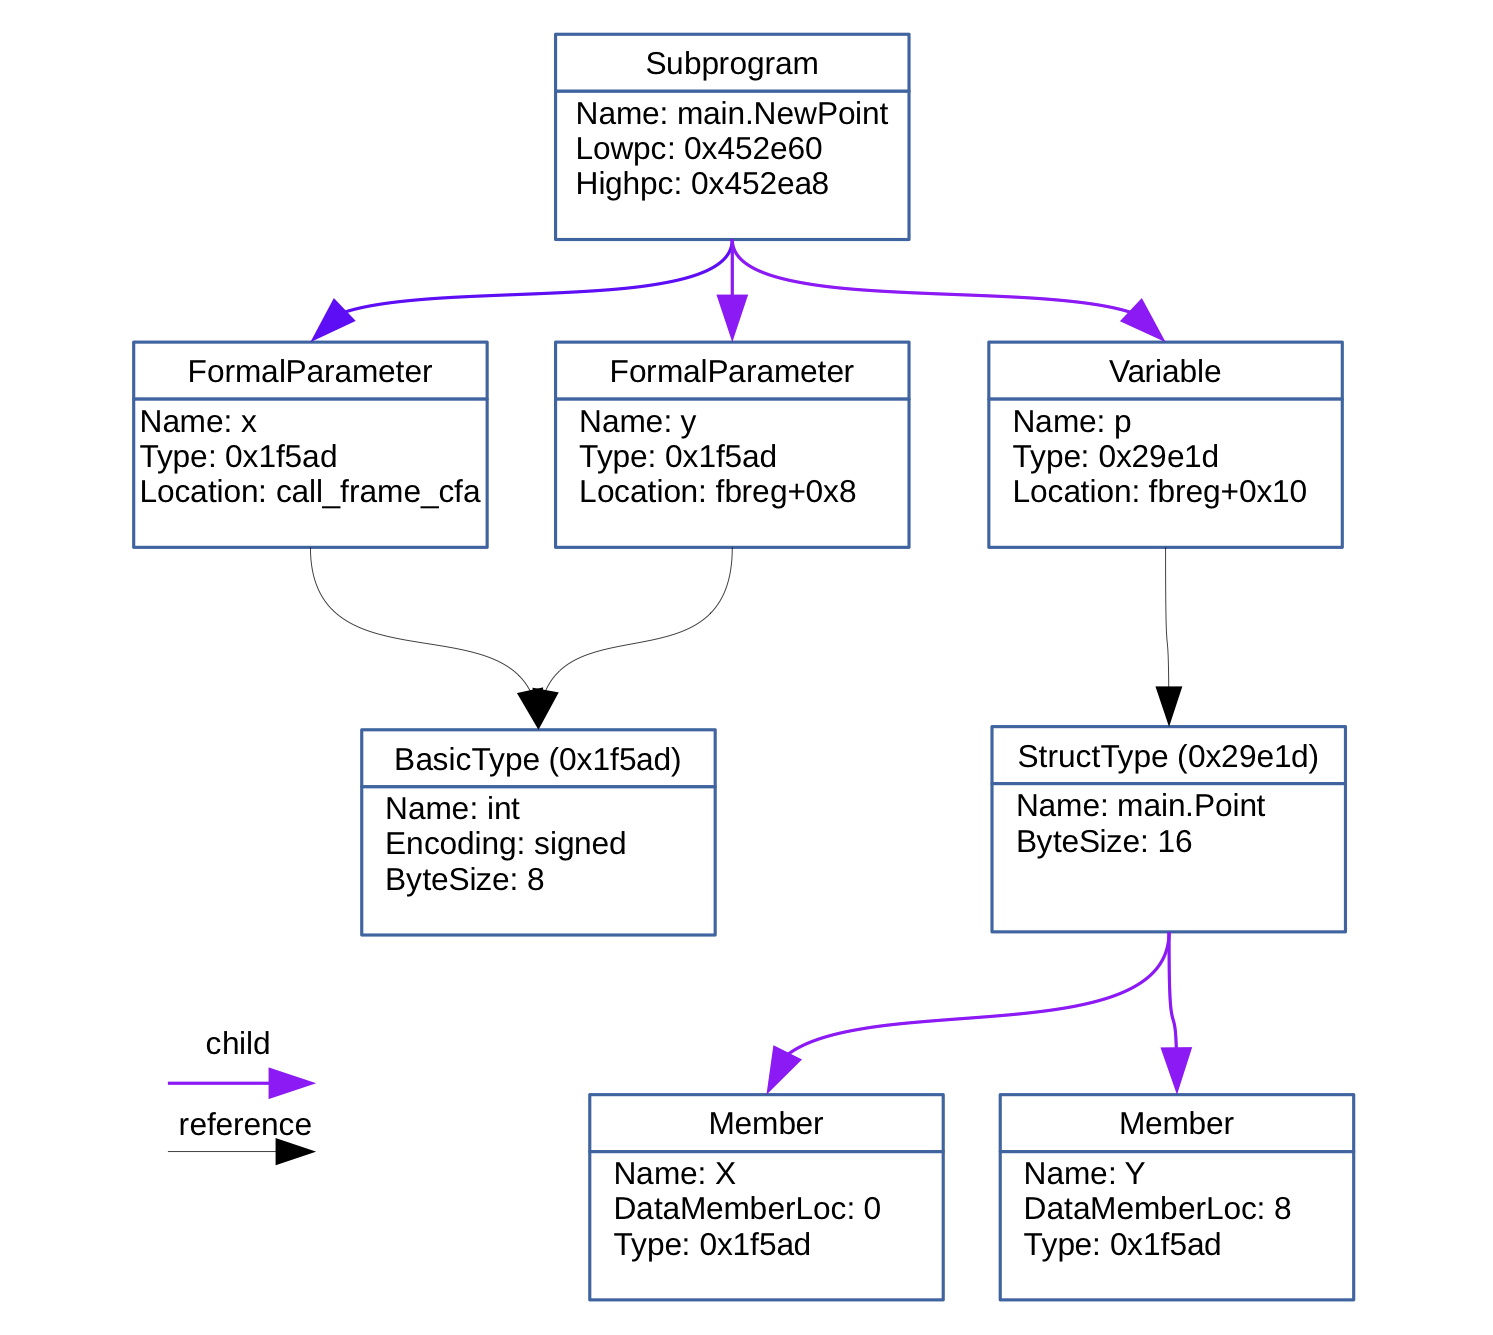 Subprogram
Name: main.NewPoint
Lowpc: 0x452e60
Highpc: 0x452ea8
FormalParameter
Name: x
Type: 0x1f5ad
Location: call_frame_cfa
FormalParameter
Name: y
Type: 0x1f5ad
Location: fbreg+0x8
Variable
Name: p
Type: 0x29e1d
Location: fbreg+0x10
BasicType (0x1f5ad)
Name: int
Encoding: signed
ByteSize: 8
StructType (0x29e1d)
Name: main.Point
ByteSize: 16
child
reference
Member
Name: X
DataMemberLoc: 0
Type: 0x1f5ad
Member
Name: Y
DataMemberLoc: 8
Type: 0x1f5ad